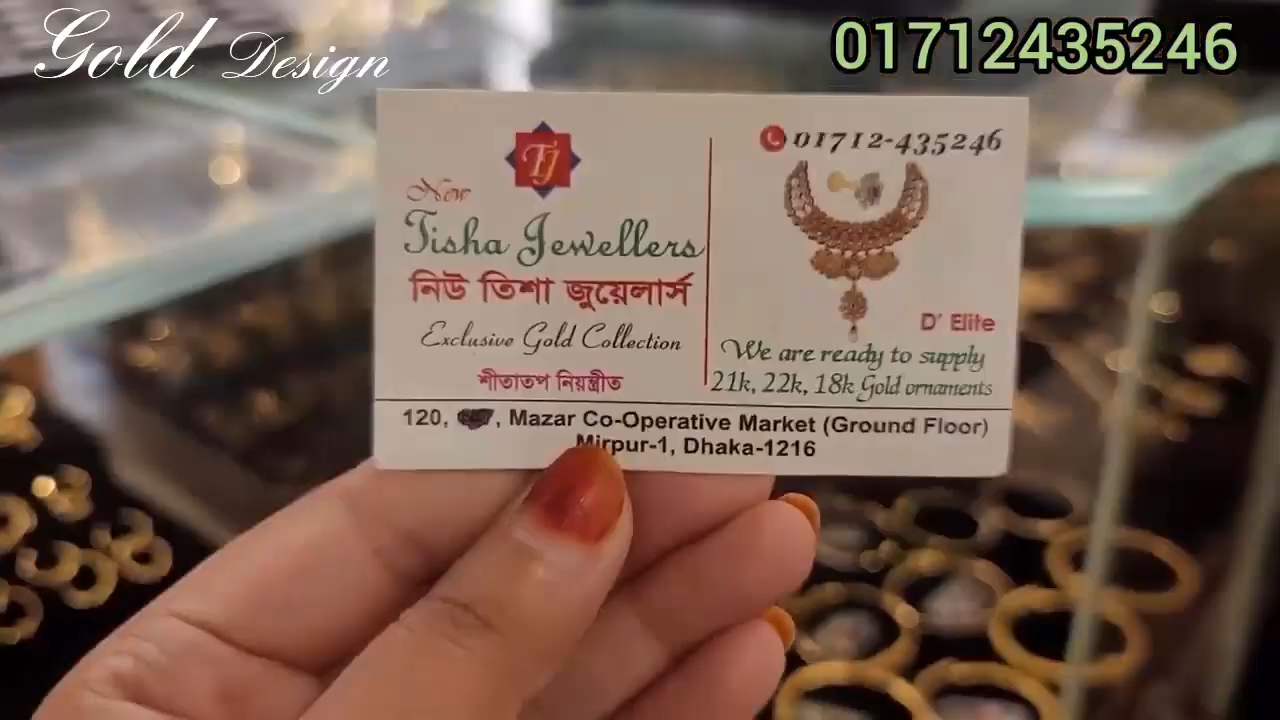 Gold Design
01712435246
TJ
New
Tisha Jewellers
নিউ তিশা জুয়েলার্স
Exclusive Gold Collection
শীতাতপ নিয়ন্ত্রীত
01712-435246
D' Elite
We are ready to supply
21k, 22k, 18k Gold ornaments
120, , Mazar Co-Operative Market (Ground Floor)
Mirpur-1, Dhaka-1216